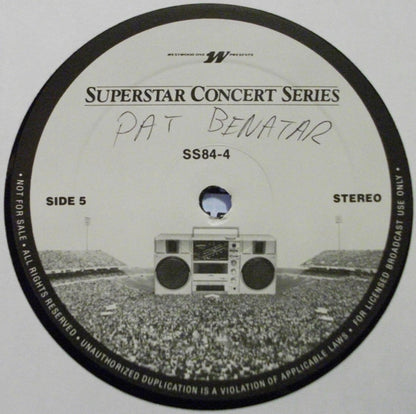 WESTWOOD ONE W PRESENTS
SUPERSTAR CONCERT SERIES
PAT BENATAR
SS84-4
SIDE 5
STEREO
• NOT FOR SALE • ALL RIGHTS RESERVED • UNAUTHORIZED DUPLICATION IS A VIOLATION OF APPLICABLE LAWS • FOR LICENSED BROADCAST USE ONLY •